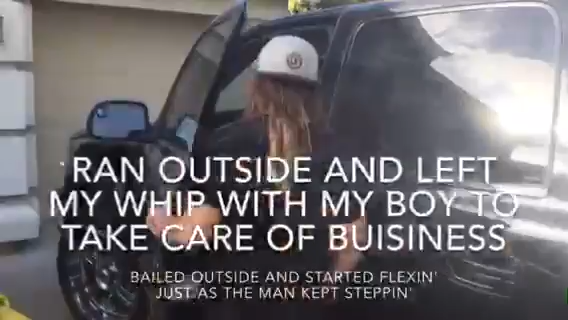 RAN OUTSIDE AND LEFT
MY WHIP WITH MY BOY TO
TAKE CARE OF BUISINESS
BAILED OUTSIDE AND STARTED FLEXIN'
JUST AS THE MAN KEPT STEPPIN'